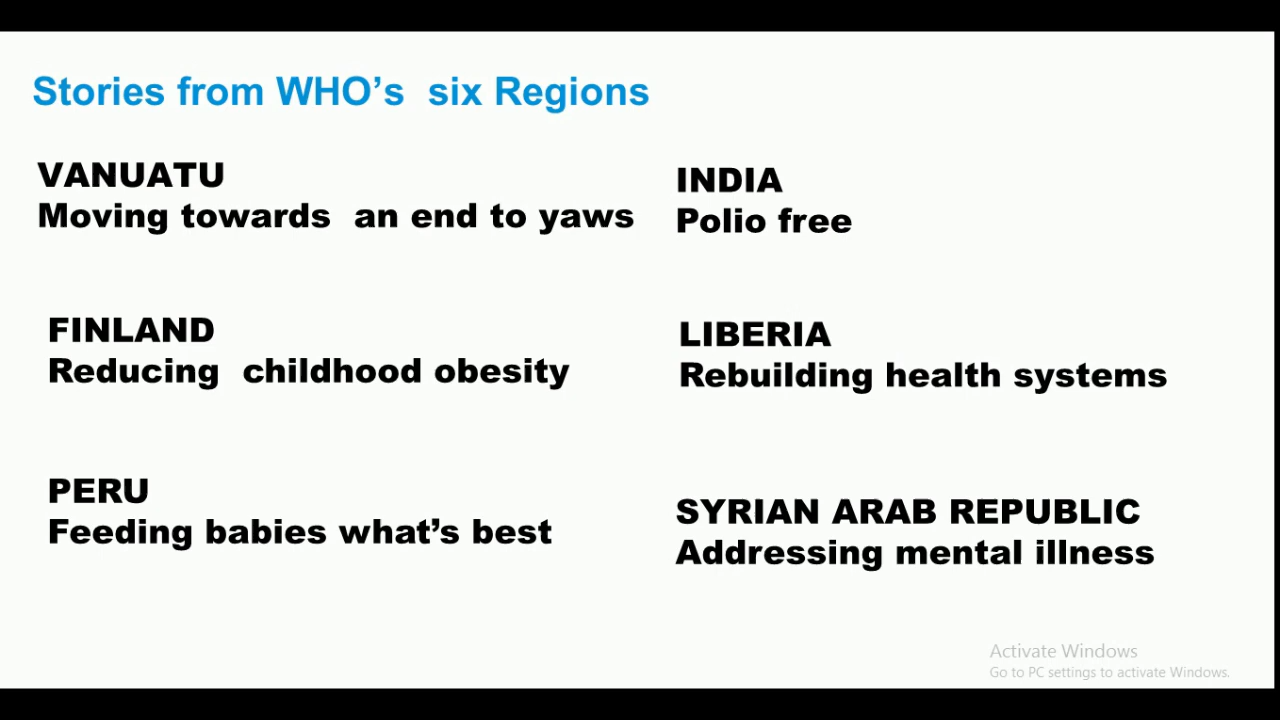 Stories from WHO's  six Regions
VANUATU
Moving towards  an end to yaws
INDIA
Polio free
FINLAND
Reducing  childhood obesity
LIBERIA
Rebuilding health systems
PERU
Feeding babies what's best
SYRIAN ARAB REPUBLIC
Addressing mental illness
Activate Windows
Go to PC settings to activate Windows.